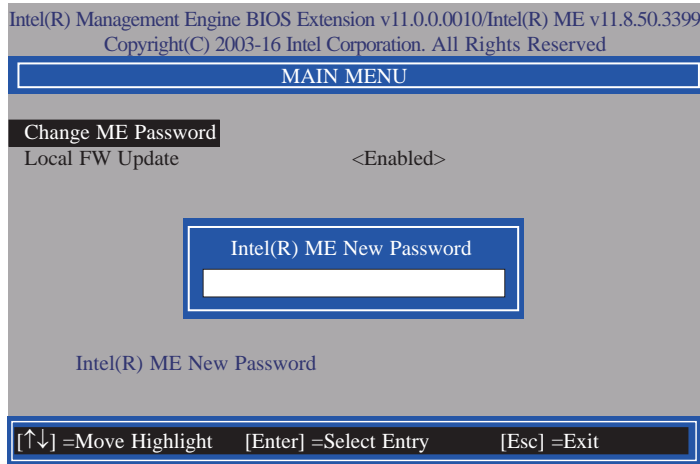 Intel(R) Management Engine BIOS Extension v11.0.0.0010/Intel(R) ME v11.8.50.3399
Copyright(C) 2003-16 Intel Corporation. All Rights Reserved
MAIN MENU
Change ME Password
Local FW Update <Enabled>
Intel(R) ME New Password
Intel(R) ME New Password
[↑↓] =Move Highlight [Enter] =Select Entry [Esc] =Exit